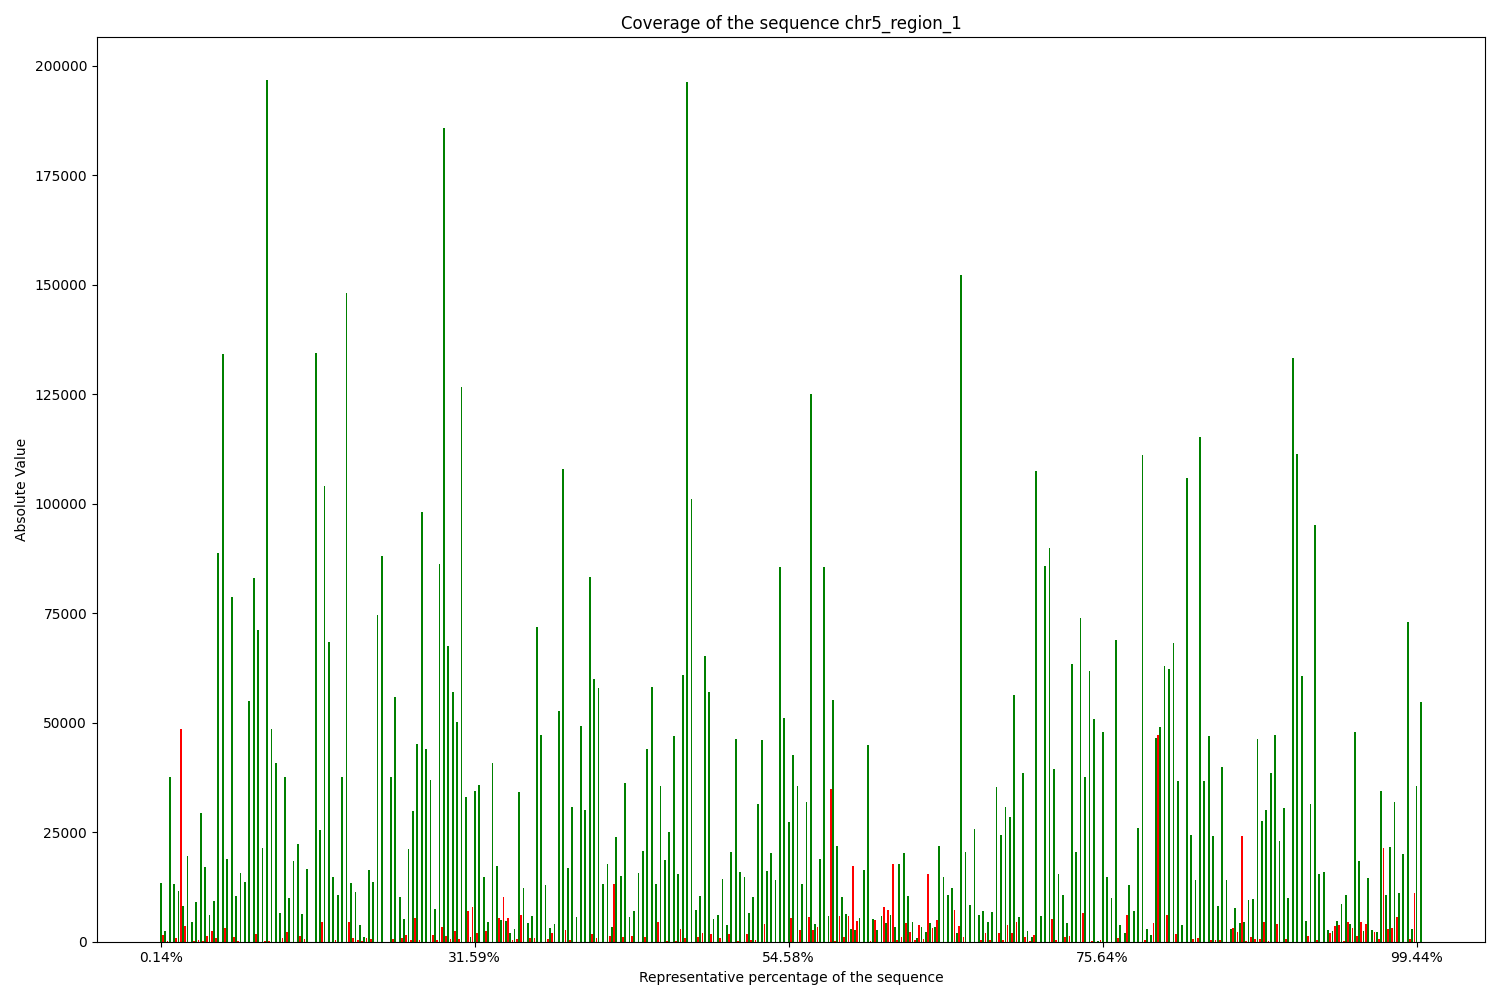 Coverage of the sequence chr5_region_1
200000
175000
150000
125000
100000
75000
50000
25000
0
Absolute Value
0.14% 31.59% 54.58% 75.64% 99.44%
Representative percentage of the sequence